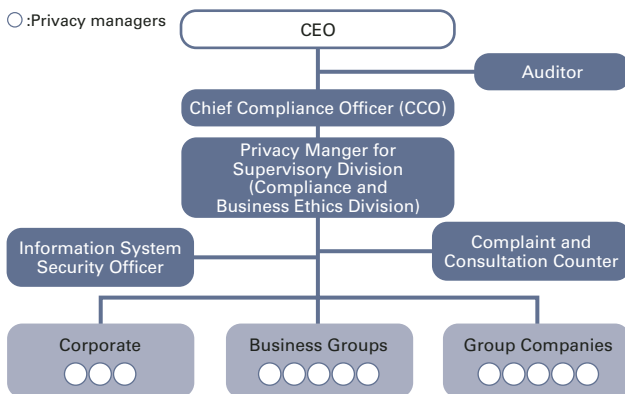 :Privacy managers
CEO
Auditor
Chief Compliance Officer (CCO)
Privacy Manger for
Supervisory Division
(Compliance and
Business Ethics Division)
Information System
Security Officer
Complaint and
Consultation Counter
Corporate
Business Groups
Group Companies